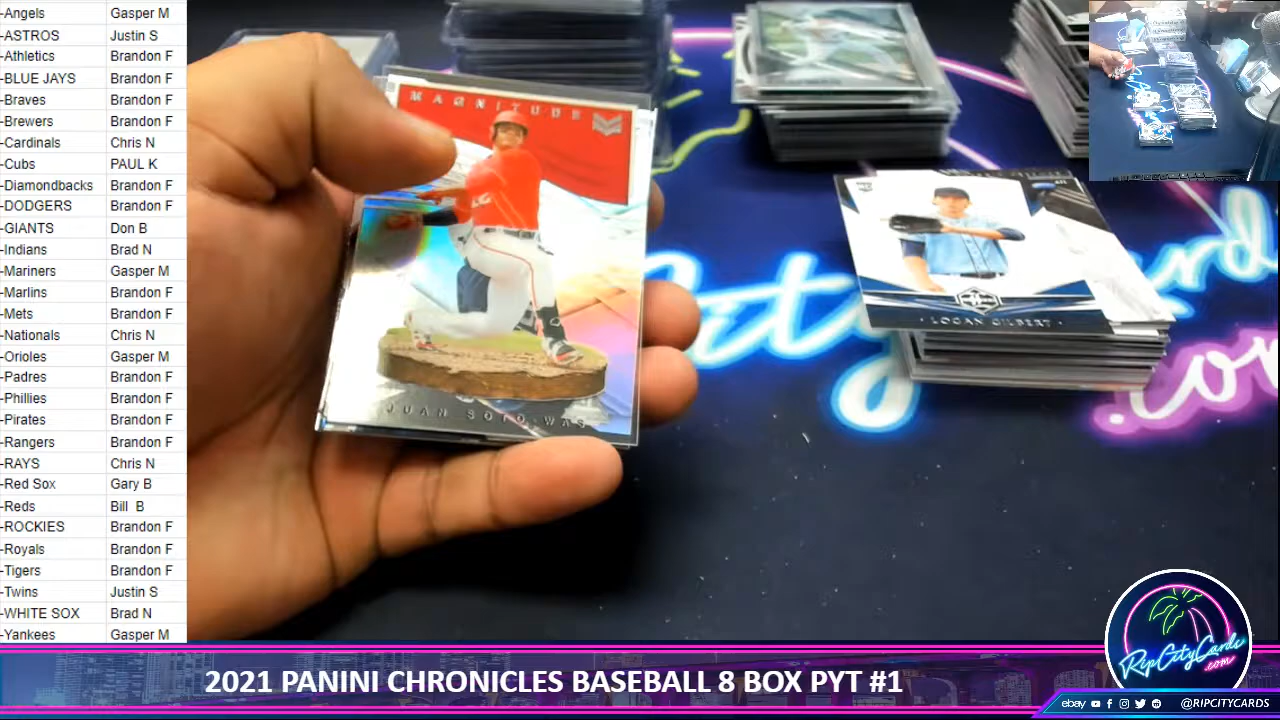 -Angels Gasper M
-ASTROS Justin S
-Athletics Brandon F
-BLUE JAYS Brandon F
-Braves Brandon F
-Brewers Brandon F
-Cardinals Chris N
-Cubs PAUL K
-Diamondbacks Brandon F
-DODGERS Brandon F
-GIANTS Don B
-Indians Brad N
-Mariners Gasper M
-Marlins Brandon F
-Mets Brandon F
-Nationals Chris N
-Orioles Gasper M
-Padres Brandon F
-Phillies Brandon F
-Pirates Brandon F
-Rangers Brandon F
-RAYS Chris N
-Red Sox Gary B
-Reds Bill B
-ROCKIES Brandon F
-Royals Brandon F
-Tigers Brandon F
-Twins Justin S
-WHITE SOX Brad N
-Yankees Gasper M
MAGNITUDE
JUAN SOTO-WAS
· LOGAN GILBERT ·
.co
RipCityCards
.com
2021 PANINI CHRONICLES BASEBALL 8 BOX PYT #1
ebay @RIPCITYCARDS